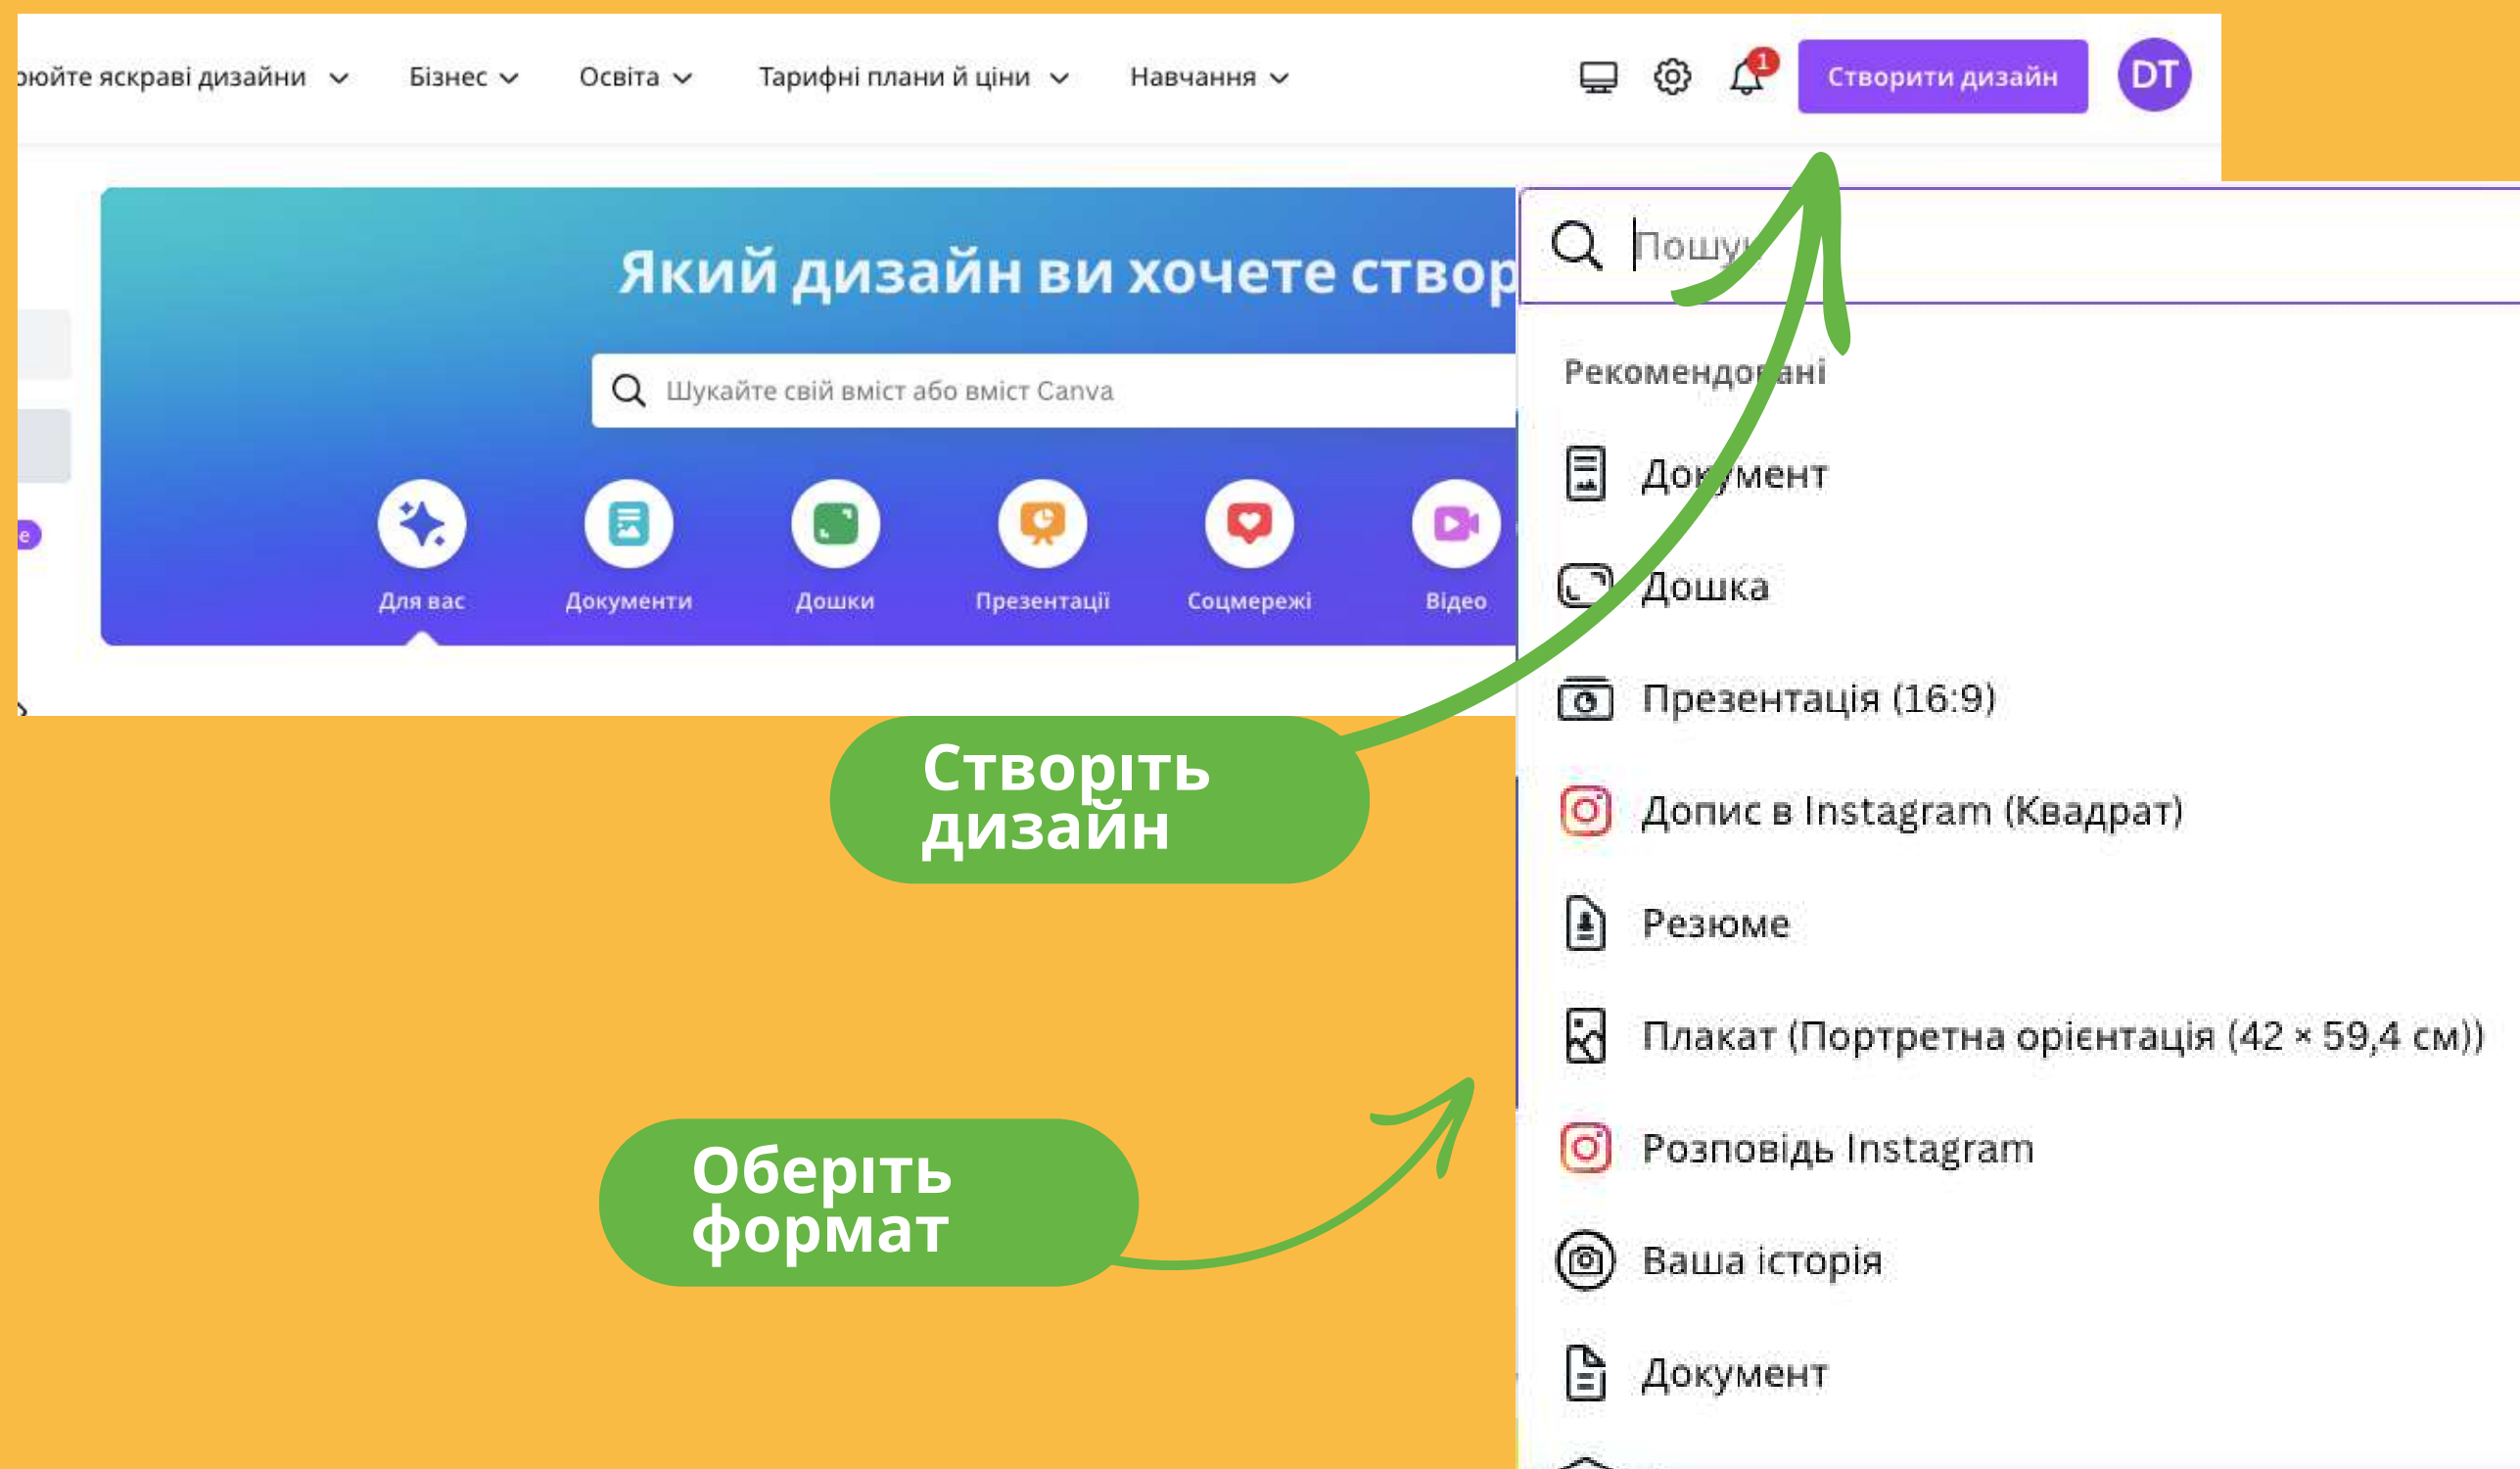 рюйте яскраві дизайни Бізнес Освіта Тарифні плани й ціни Навчання 1 Створити дизайн DT
Який дизайн ви хочете створ
Шукайте свій вміст або вміст Canva
Для вас Документи Дошки Презентації Соцмережі Відео
e
Створіть
дизайн
Оберіть
формат
Пошук
Рекомендовані
Документ
Дошка
Презентація (16:9)
Допис в Instagram (Квадрат)
Резюме
Плакат (Портретна орієнтація (42 × 59,4 см))
Розповідь Instagram
Ваша історія
Документ